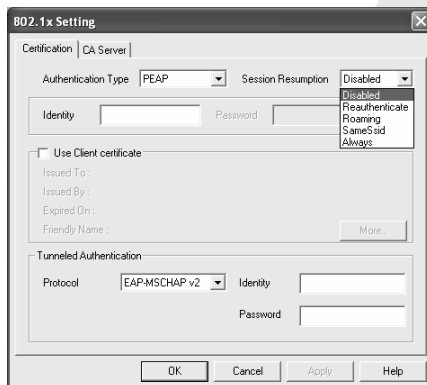 802.1x Setting
Certification CA Server
Authentication Type PEAP Session Resumption Disabled
Disabled
Reauthenticate
Roaming
SameSsid
Always
Identity Password
Use Client certificate
Issued To :
Issued By :
Expired On :
Friendly Name :
More...
Tunneled Authentication
Protocol EAP-MSCHAP v2 Identity
Password
OK Cancel Apply Help